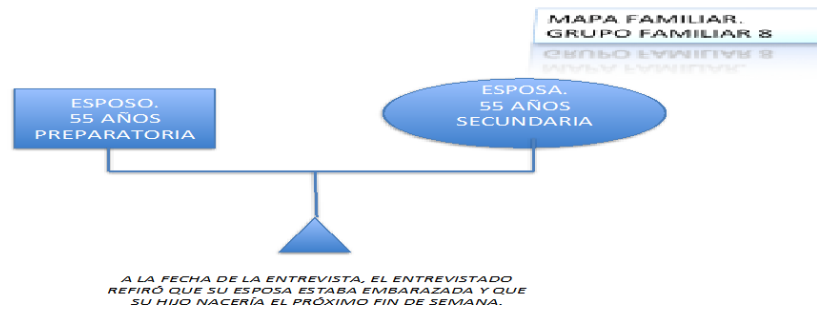 MAPA FAMILIAR.
GRUPO FAMILIAR 8
ESPOSO.
55 AÑOS
PREPARATORIA
ESPOSA.
55 AÑOS
SECUNDARIA
A LA FECHA DE LA ENTREVISTA, EL ENTREVISTADO
REFIRÓ QUE SU ESPOSA ESTABA EMBARAZADA Y QUE
SU HIJO NACERÍA EL PRÓXIMO FIN DE SEMANA.